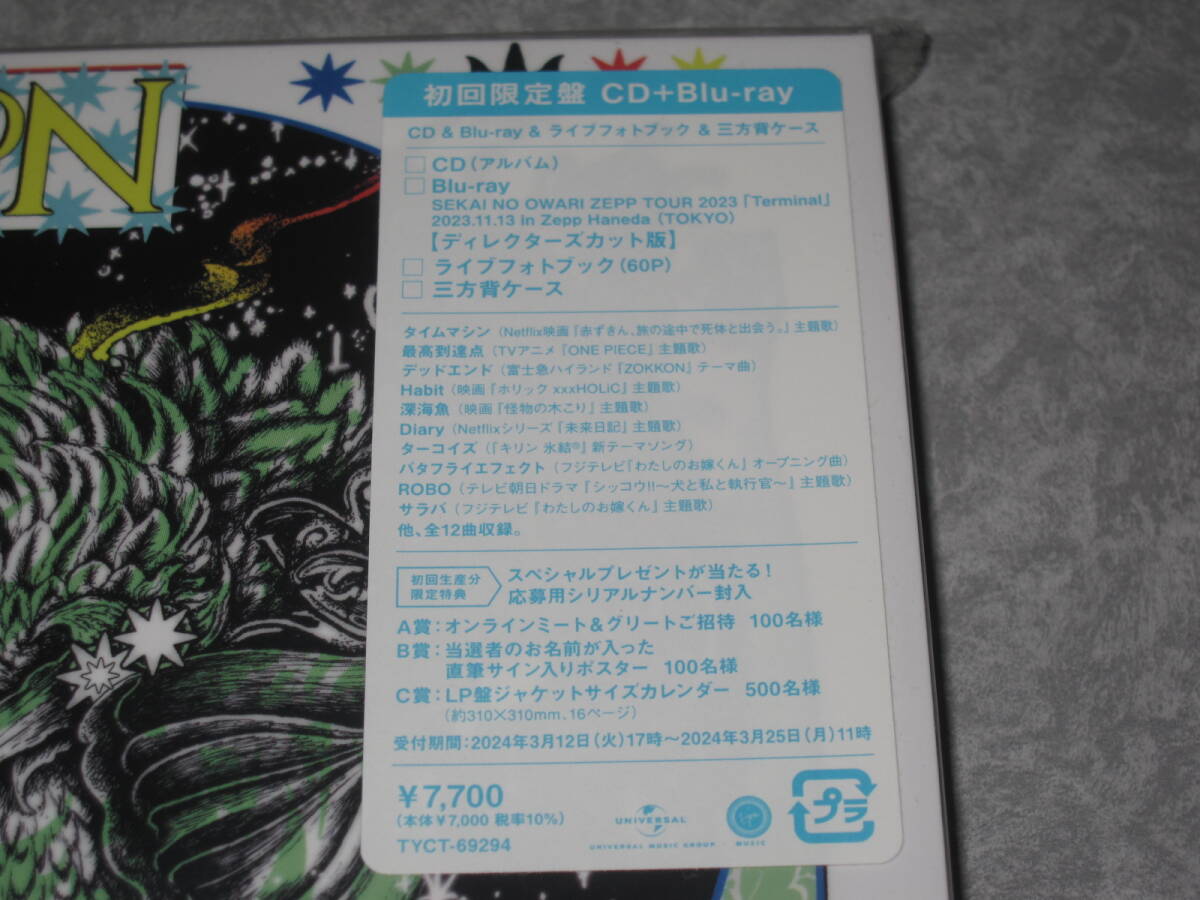 ON
初回限定盤 CD+Blu-ray
CD & Blu-ray & ライブフォトブック & 三方背ケース
□ CD(アルバム)
□ Blu-ray
SEKAI NO OWARI ZEPP TOUR 2023「Terminal」
2023.11.13 in Zepp Haneda (TOKYO)
【ディレクターズカット版】
□ ライブフォトブック(60P)
□ 三方背ケース
タイムマシン(Netflix映画『赤ずきん、旅の途中で死体と出会う。』主題歌)
最高到達点(TVアニメ『ONE PIECE』主題歌)
デッドエンド(富士急ハイランド『ZOKKON』テーマ曲)
Habit(映画『ホリック xxxHOLiC』主題歌)
深海魚(映画『怪物の木こり』主題歌)
Diary(Netflixシリーズ『未来日記』主題歌)
ターコイズ(『キリン 氷結®』新テーマソング)
バタフライエフェクト(フジテレビ『わたしのお嫁くん』オープニング曲)
ROBO(テレビ朝日ドラマ『シッコウ!!〜犬と私と執行官〜』主題歌)
サラバ(フジテレビ『わたしのお嫁くん』主題歌)
他、全12曲収録。
初回生産分
限定特典
スペシャルプレゼントが当たる!
応募用シリアルナンバー封入
A賞:オンラインミート&グリートご招待 100名様
B賞:当選者のお名前が入った
直筆サイン入りポスター 100名様
C賞:LP盤ジャケットサイズカレンダー 500名様
(約310×310mm、16ページ)
受付期間:2024年3月12日(火)17時〜2024年3月25日(月)11時
¥7,700
(本体¥7,000 税率10%)
TYCT-69294
UNIVERSAL
UNIVERSAL MUSIC GROUP
Virgin
MUSIC
プラ